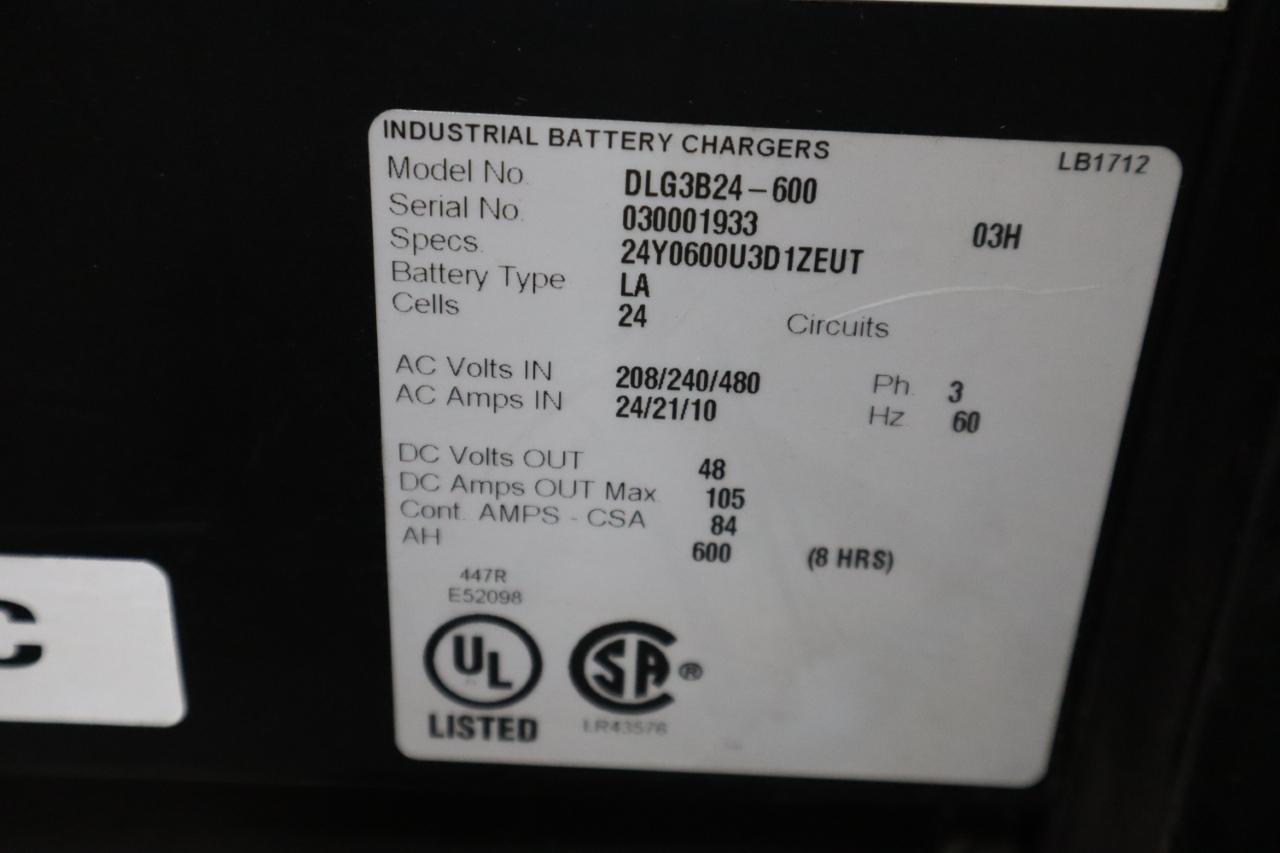 INDUSTRIAL BATTERY CHARGERS LB1712
Model No. DLG3B24-600
Serial No. 030001933 03H
Specs. 24Y0600U3D1ZEUT
Battery Type LA
Cells 24 Circuits
AC Volts IN 208/240/480 Ph. 3
AC Amps IN 24/21/10 Hz 60
DC Volts OUT 48
DC Amps OUT Max. 105
Cont. AMPS - CSA 84
AH 600 (8 HRS)
447R
E52098
UL SA ®
LISTED LR43576
C